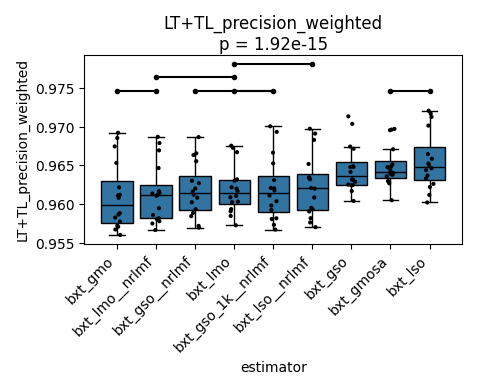 LT+TL_precision_weighted
p = 1.92e-15
LT+TL_precision_weighted
0.975
0.970
0.965
0.960
0.955
bxt_gmo
bxt_lmo__nrlmf
bxt_gso__nrlmf
bxt_lmo
bxt_gso_1k__nrlmf
bxt_lso__nrlmf
bxt_gso
bxt_gmosa
bxt_lso
estimator